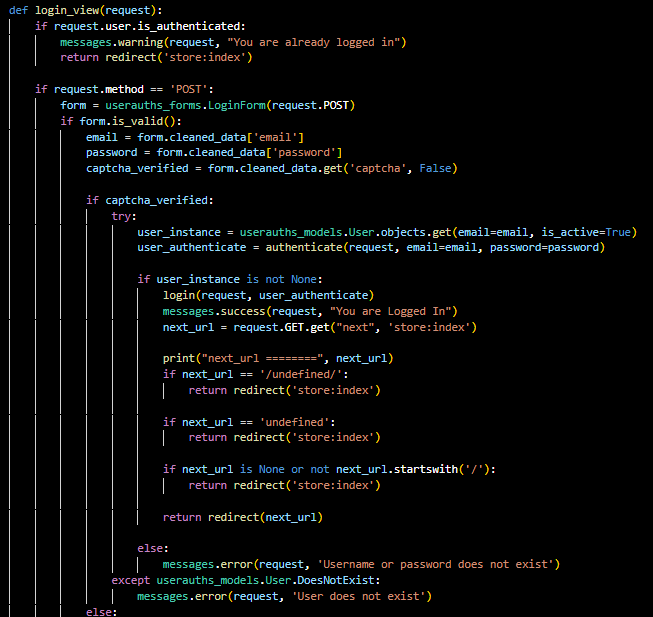 def login_view(request):
    if request.user.is_authenticated:
        messages.warning(request, "You are already logged in")
        return redirect('store:index')

    if request.method == 'POST':
        form = userauths_forms.LoginForm(request.POST)
        if form.is_valid():
            email = form.cleaned_data['email']
            password = form.cleaned_data['password']
            captcha_verified = form.cleaned_data.get('captcha', False)

            if captcha_verified:
                try:
                    user_instance = userauths_models.User.objects.get(email=email, is_active=True)
                    user_authenticate = authenticate(request, email=email, password=password)

                    if user_instance is not None:
                        login(request, user_authenticate)
                        messages.success(request, "You are Logged In")
                        next_url = request.GET.get("next", 'store:index')

                        print("next_url ========", next_url)
                        if next_url == '/undefined/':
                            return redirect('store:index')

                        if next_url == 'undefined':
                            return redirect('store:index')

                        if next_url is None or not next_url.startswith('/'):
                            return redirect('store:index')

                        return redirect(next_url)

                    else:
                        messages.error(request, 'Username or password does not exist')
                except userauths_models.User.DoesNotExist:
                    messages.error(request, 'User does not exist')
            else: